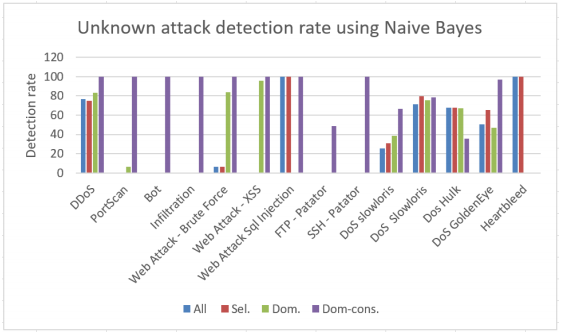 Unknown attack detection rate using Naive Bayes
Detection rate
120
100
80
60
40
20
0
DDoS
PortScan
Bot
Infiltration
Web Attack - Brute Force
Web Attack - XSS
Web Attack Sql Injection
FTP - Patator
SSH - Patator
DoS slowloris
DoS Slowloris
Dos Hulk
DoS GoldenEye
Heartbleed
All Sel. Dom. Dom-cons.